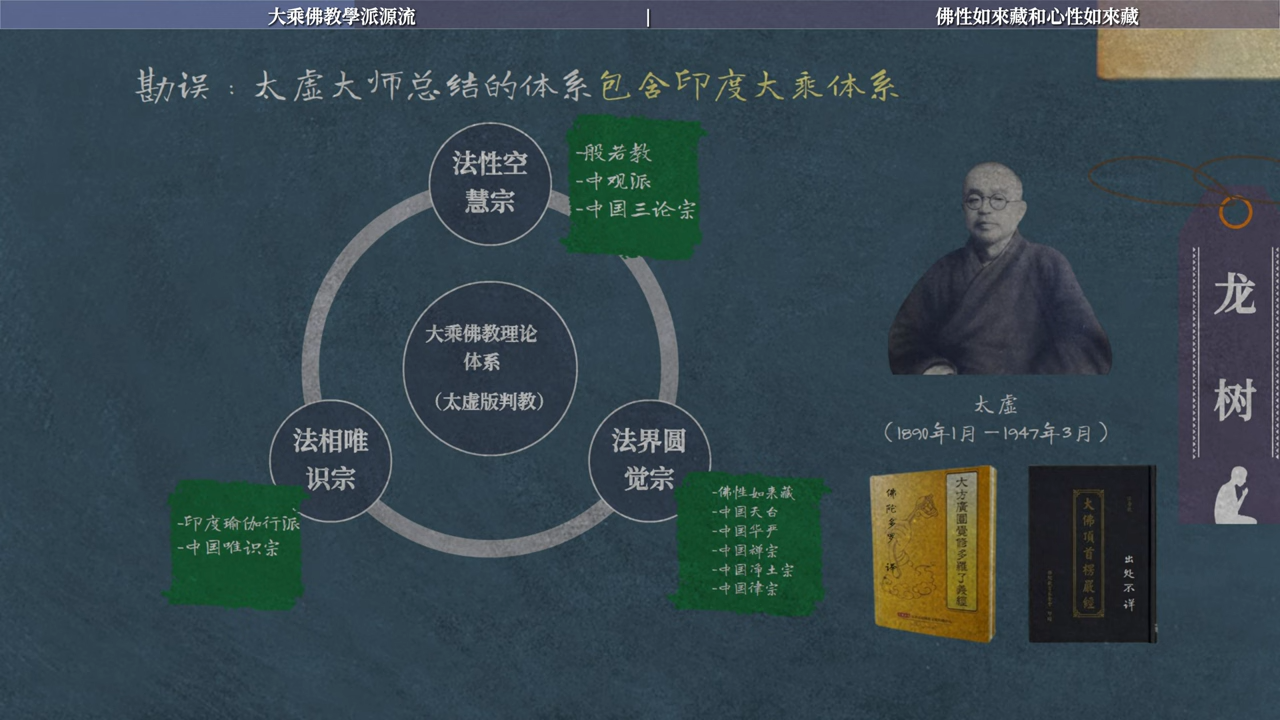 大乘佛教學派源流
|
佛性如來藏和心性如來藏
勘误：太虚大师总结的体系包含印度大乘体系
法性空
慧宗
-般若教
-中观派
-中国三论宗
大乘佛教理论
体系
（太虚版判教）
法相唯
识宗
-印度瑜伽行派
-中国唯识宗
法界圆
觉宗
-佛性如来藏
-中国天台
-中国华严
-中国禅宗
-中国净土宗
-中国律宗
太虚
（1890年1月－1947年3月）
佛陀多罗 译
大方廣圓覺修多羅了義經
大佛頂首楞嚴經
出处不详
龙树